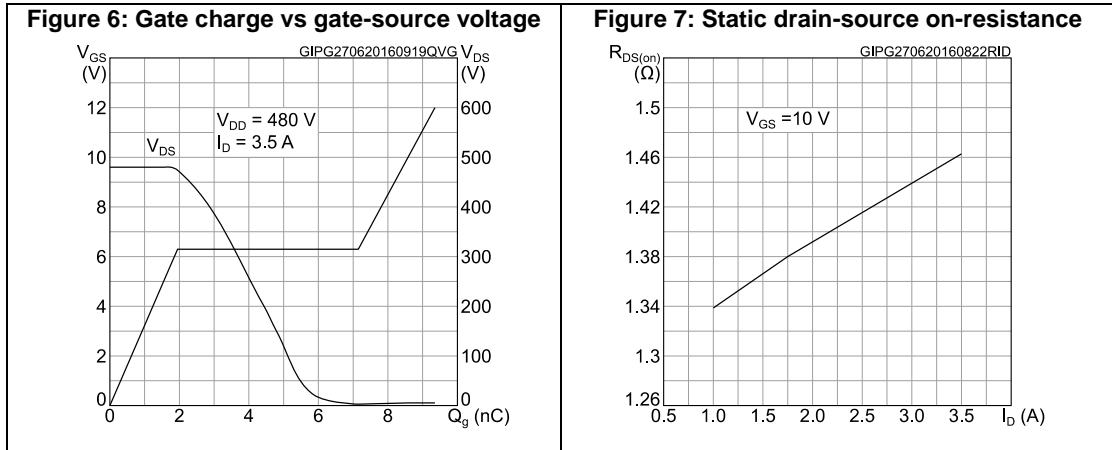 Figure 6: Gate charge vs gate-source voltage
V_GS (V)
GIPG270620160919QVG
V_DS (V)
12
10
8
6
4
2
0
V_DD = 480 V
I_D = 3.5 A
V_DS
600
500
400
300
200
100
0
0 2 4 6 8 Q_g (nC)
Figure 7: Static drain-source on-resistance
R_DS(on) (Ω)
GIPG270620160822RID
1.5
1.46
1.42
1.38
1.34
1.3
1.26
V_GS =10 V
0.5 1.0 1.5 2.0 2.5 3.0 3.5 I_D (A)